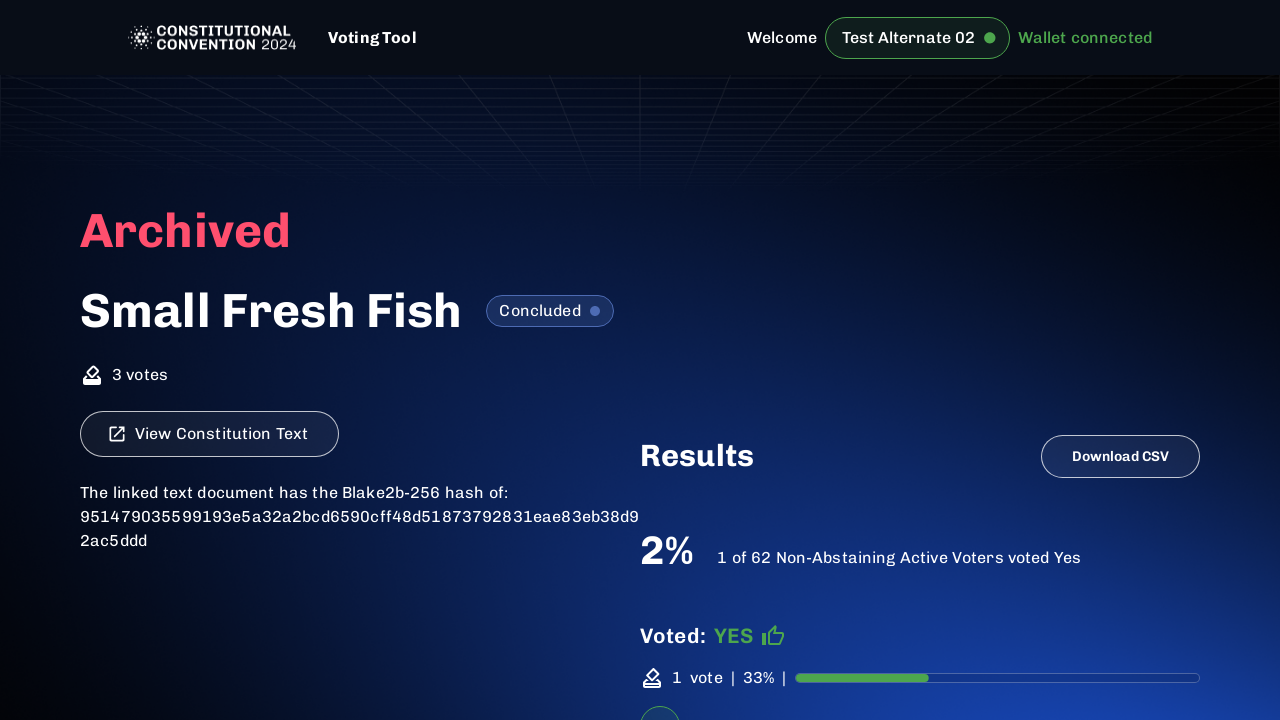 CONSTITUTIONAL
CONVENTION 2024
Voting Tool
Welcome
Test Alternate 02
Wallet connected
Archived
Small Fresh Fish
Concluded
3 votes
View Constitution Text
The linked text document has the Blake2b-256 hash of:
951479035599193e5a32a2bcd6590cff48d51873792831eae83eb38d9
2ac5ddd
Results
Download CSV
2%
1 of 62 Non-Abstaining Active Voters voted Yes
Voted: YES
1 vote | 33% |